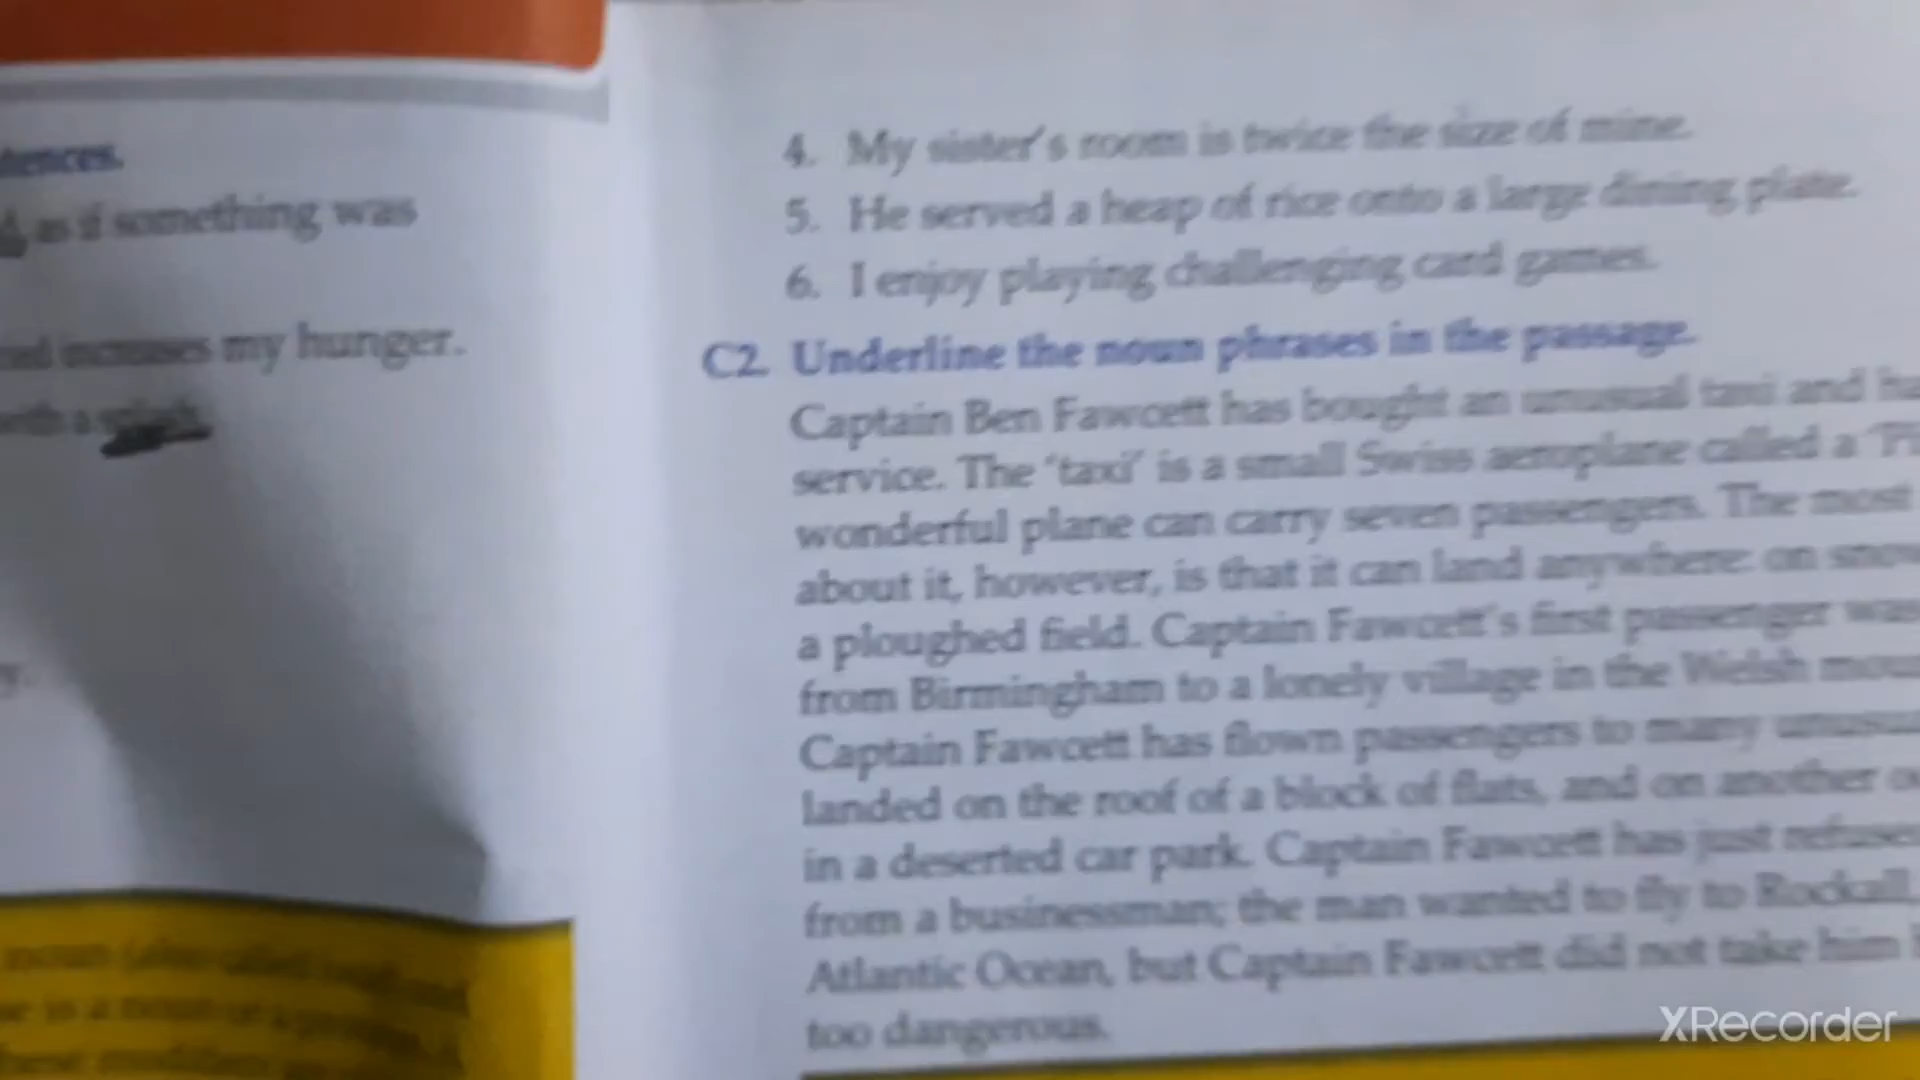 tences.
as if something was
my hunger.
with a splash.
4. My sister's room is twice the size of mine.
5. He served a heap of rice onto a large dining plate.
6. I enjoy playing challenging card games.
C2. Underline the noun phrases in the passage.
Captain Ben Fawcett has bought an unusual taxi and
service. The 'taxi' is a small Swiss aeroplane called a
wonderful plane can carry seven passengers. The most
about it, however, is that it can land anywhere: on
a ploughed field. Captain Fawcett's first passenger was
from Birmingham to a lonely village in the Welsh
Captain Fawcett has flown passengers to many
landed on the roof of a block of flats, and on another
in a deserted car park. Captain Fawcett has just
from a businessman; the man wanted to fly to Rockall,
Atlantic Ocean, but Captain Fawcett did not take him
too dangerous.
XRecorder